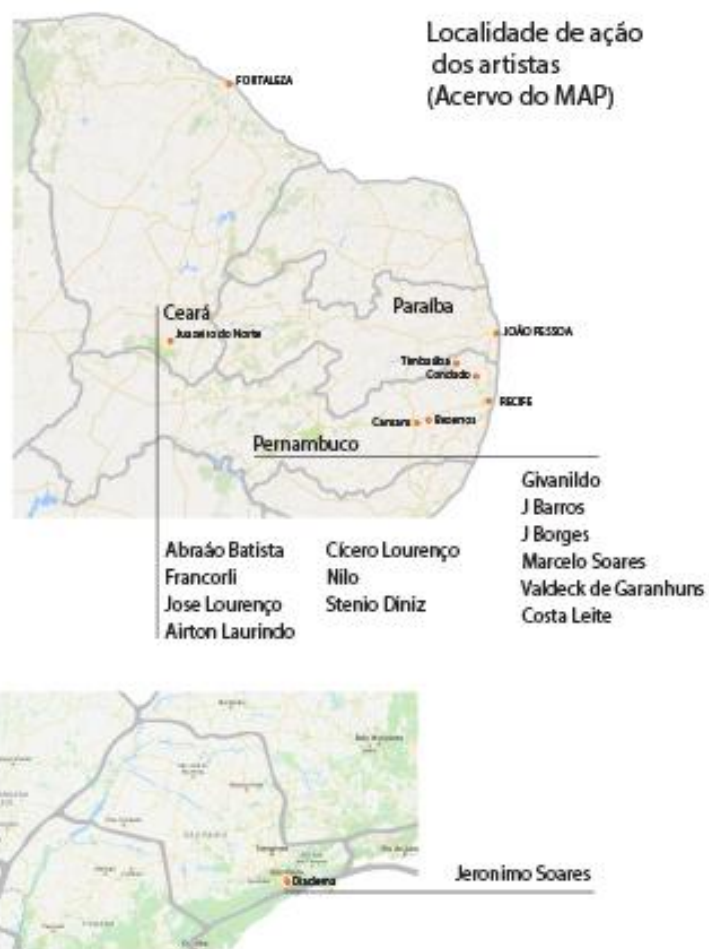 Localidade de ação
dos artistas
(Acervo do MAP)
FORTALEZA
Ceará
Juazeiro do Norte
Paraíba
JOÃO PESSOA
Timbaúba
Condado
RECIFE
Caruaru
Bezerros
Pernambuco
Givanildo
J Barros
J Borges
Marcelo Soares
Valdeck de Garanhuns
Costa Leite
Abraão Batista
Francorli
Jose Lourenço
Airton Laurindo
Cícero Lourenço
Nilo
Stenio Diniz
Diadema
Jeronimo Soares